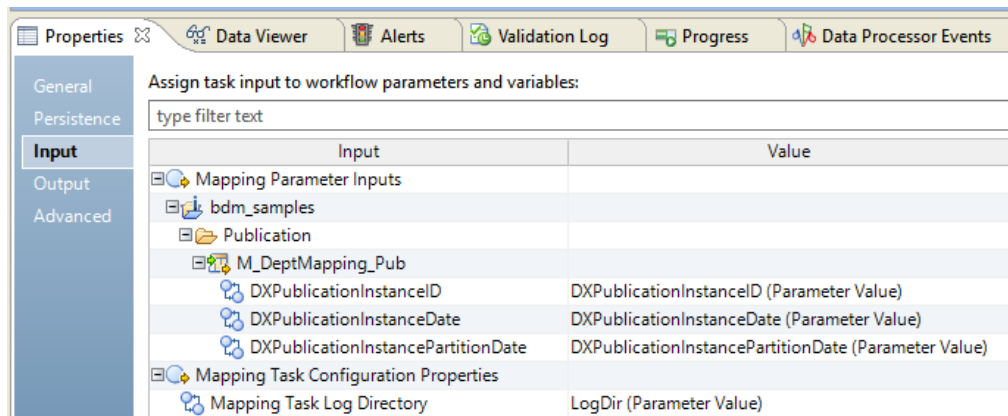 Properties Data Viewer Alerts Validation Log Progress Data Processor Events
General
Persistence
Input
Output
Advanced
Assign task input to workflow parameters and variables:
type filter text
Input Value
Mapping Parameter Inputs
bdm_samples
Publication
M_DeptMapping_Pub
DXPublicationInstanceID DXPublicationInstanceID (Parameter Value)
DXPublicationInstanceDate DXPublicationInstanceDate (Parameter Value)
DXPublicationInstancePartitionDate DXPublicationInstancePartitionDate (Parameter Value)
Mapping Task Configuration Properties
Mapping Task Log Directory LogDir (Parameter Value)